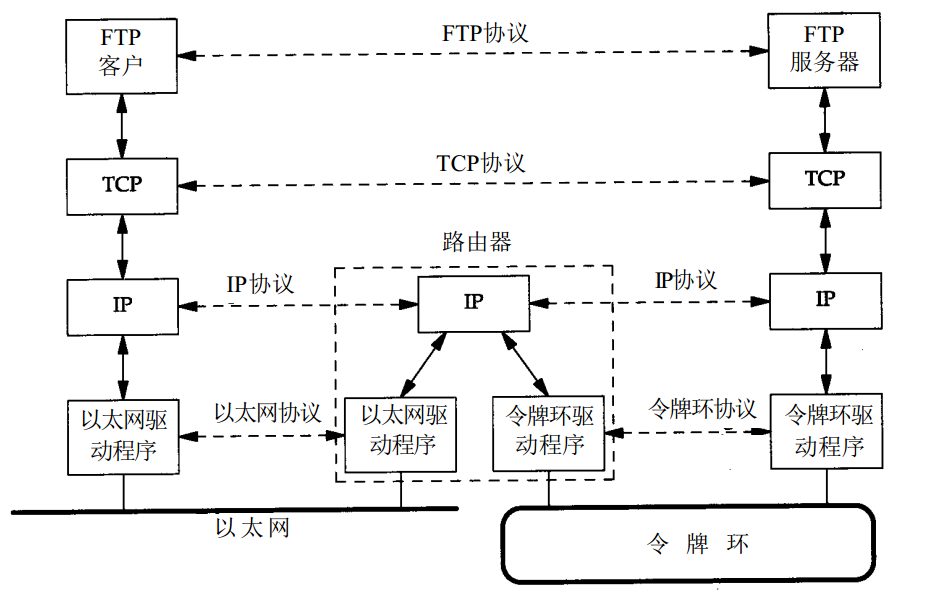 FTP
客户
FTP协议
FTP
服务器
TCP
TCP协议
TCP
路由器
IP
IP协议
IP
IP协议
IP
以太网驱
动程序
以太网协议
以太网驱
动程序
令牌环驱
动程序
令牌环协议
令牌环驱
动程序
以太网
令牌环